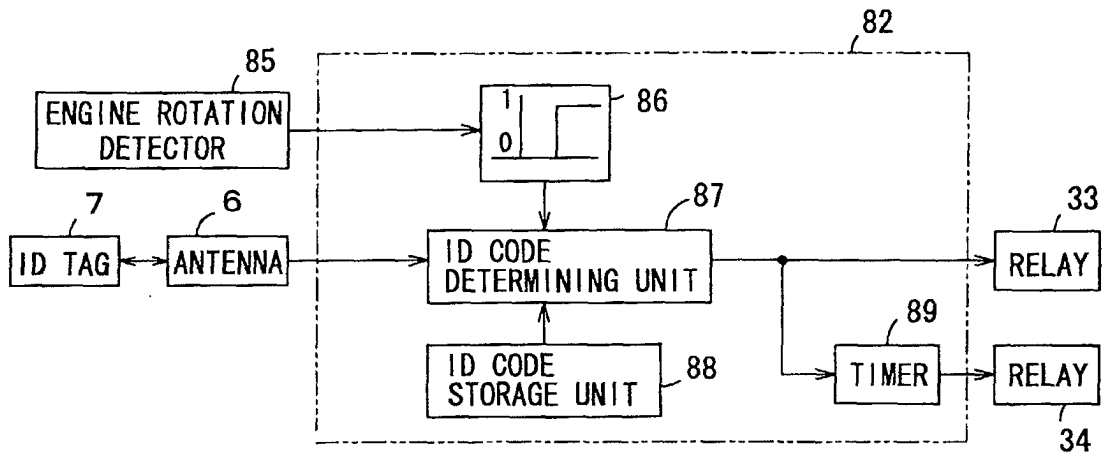 82
85
ENGINE ROTATION
DETECTOR
1
0
86
7
6
87
33
ID TAG
ANTENNA
ID CODE
DETERMINING UNIT
RELAY
89
ID CODE
STORAGE UNIT
88
TIMER
RELAY
34